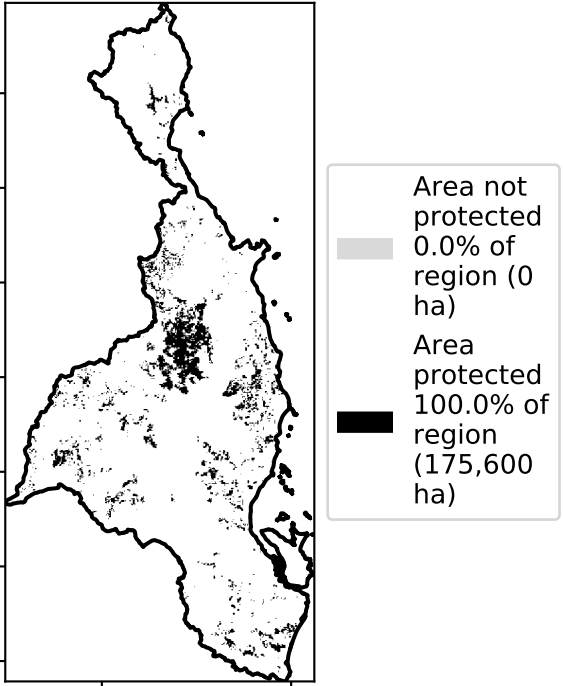 Area not
protected
0.0% of
region (0
ha)
Area
protected
100.0% of
region
(175,600
ha)